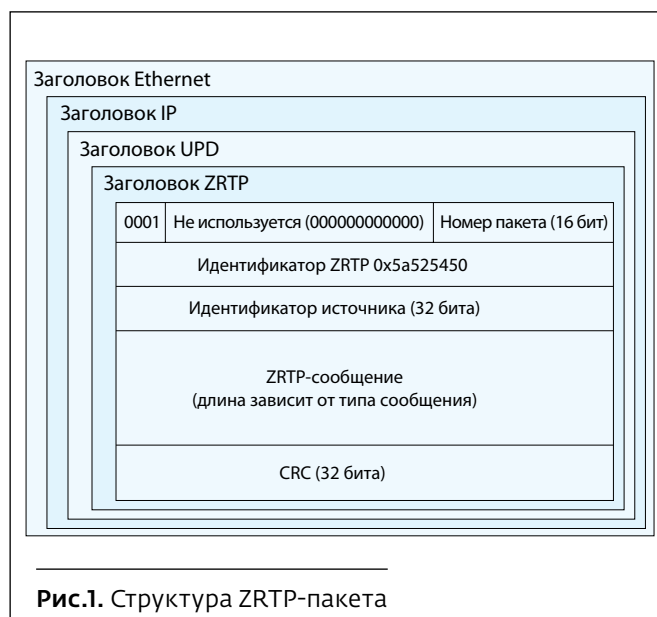 Заголовок Ethernet
Заголовок IP
Заголовок UPD
Заголовок ZRTP
0001 Не используется (000000000000) Номер пакета (16 бит)
Идентификатор ZRTP 0x5a525450
Идентификатор источника (32 бита)
ZRTP-сообщение
(длина зависит от типа сообщения)
CRC (32 бита)
Рис.1. Структура ZRTP-пакета